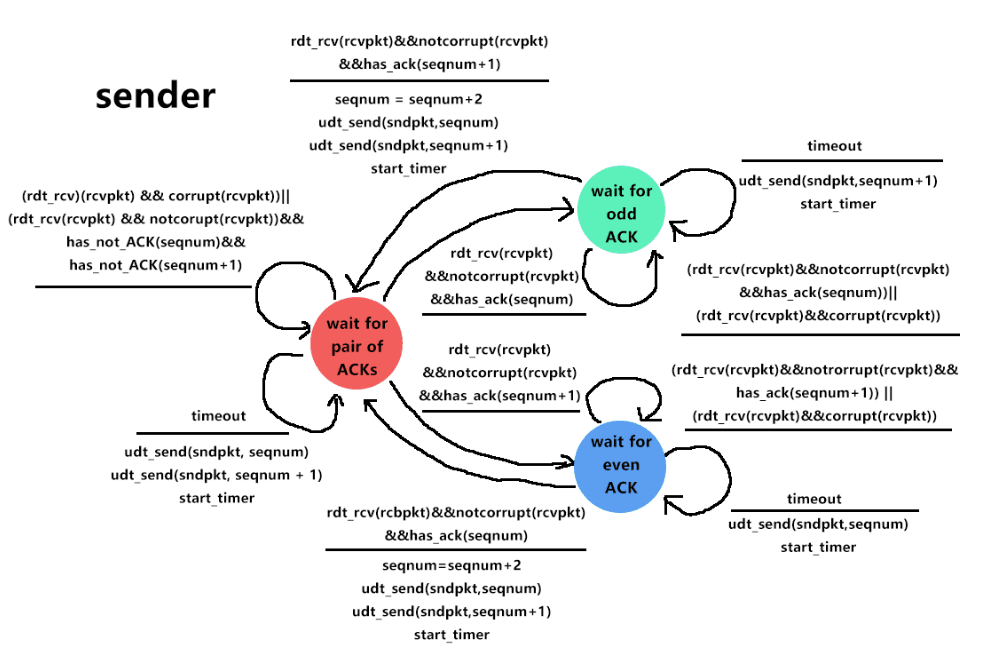 rdt_rcv(rcvpkt)&&notcorrupt(rcvpkt)
&&has_ack(seqnum+1)
sender
seqnum = seqnum+2
udt_send(sndpkt,seqnum)
udt_send(sndpkt,seqnum+1)
start_timer
timeout
udt_send(sndpkt,seqnum+1)
start_timer
(rdt_rcv)(rcvpkt) && corrupt(rcvpkt))||
(rdt_rcv(rcvpkt) && notcorupt(rcvpkt))&&
has_not_ACK(seqnum)&&
has_not_ACK(seqnum+1)
wait for
odd
ACK
rdt_rcv(rcvpkt)
&&notcorrupt(rcvpkt)
&&has_ack(seqnum)
(rdt_rcv(rcvpkt)&&notcorrupt(rcvpkt)
&&has_ack(seqnum))||
(rdt_rcv(rcvpkt)&&corrupt(rcvpkt))
wait for
pair of
ACKs
rdt_rcv(rcvpkt)
&&notcorrupt(rcvpkt)
&&has_ack(seqnum+1)
(rdt_rcv(rcvpkt)&&notrorrupt(rcvpkt)&&
has_ack(seqnum+1)) ||
(rdt_rcv(rcvpkt)&&corrupt(rcvpkt))
timeout
udt_send(sndpkt, seqnum)
udt_send(sndpkt, seqnum + 1)
start_timer
wait for
even
ACK
timeout
udt_send(sndpkt,seqnum)
start_timer
rdt_rcv(rcbpkt)&&notcorrupt(rcvpkt)
&&has_ack(seqnum)
seqnum=seqnum+2
udt_send(sndpkt,seqnum)
udt_send(sndpkt,seqnum+1)
start_timer